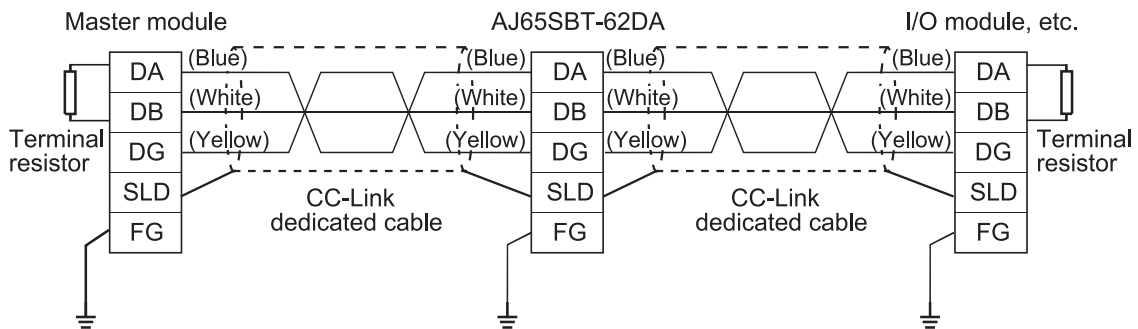 Master module
AJ65SBT-62DA
I/O module, etc.
DA
(Blue)
(Blue)
DA
(Blue)
(Blue)
DA
DB
(White)
(White)
DB
(White)
(White)
DB
Terminal
resistor
DG
(Yellow)
(Yellow)
DG
(Yellow)
(Yellow)
DG
Terminal
resistor
SLD
CC-Link
dedicated cable
SLD
CC-Link
dedicated cable
SLD
FG
FG
FG